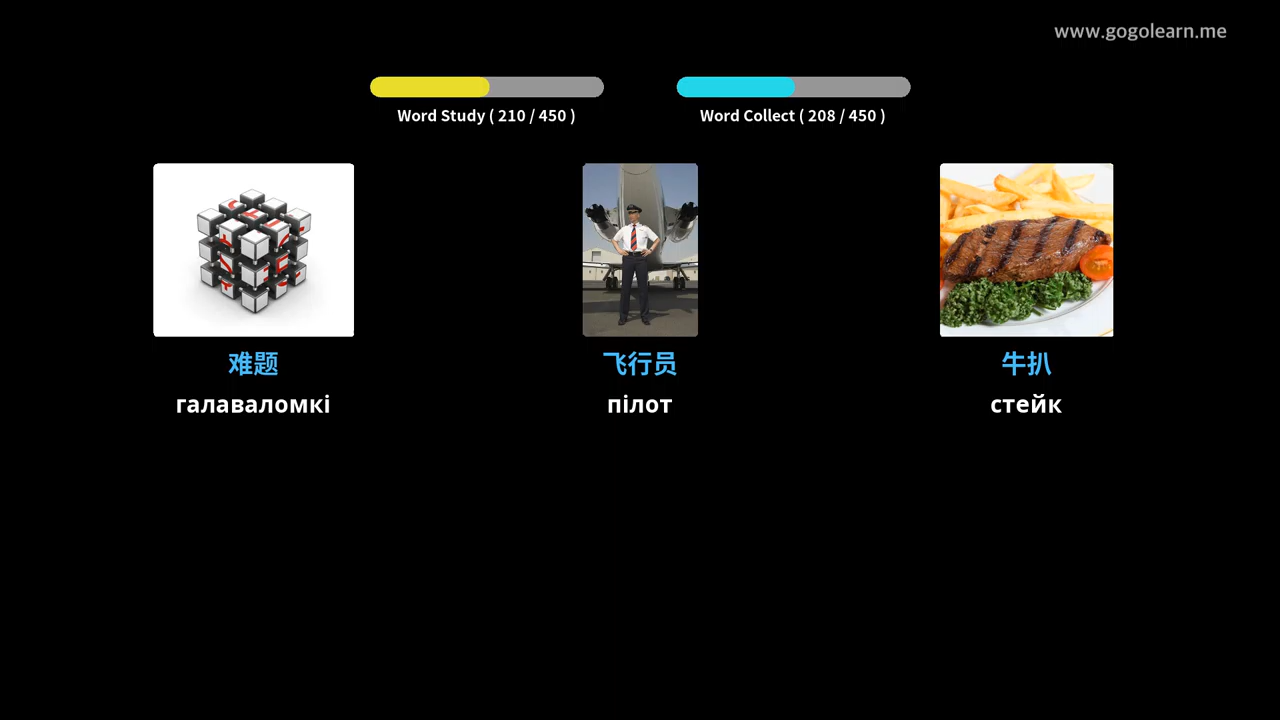 www.gogolearn.me
Word Study ( 210 / 450 )
Word Collect ( 208 / 450 )
难题
飞行员
牛扒
галаваломкі
пілот
стейк